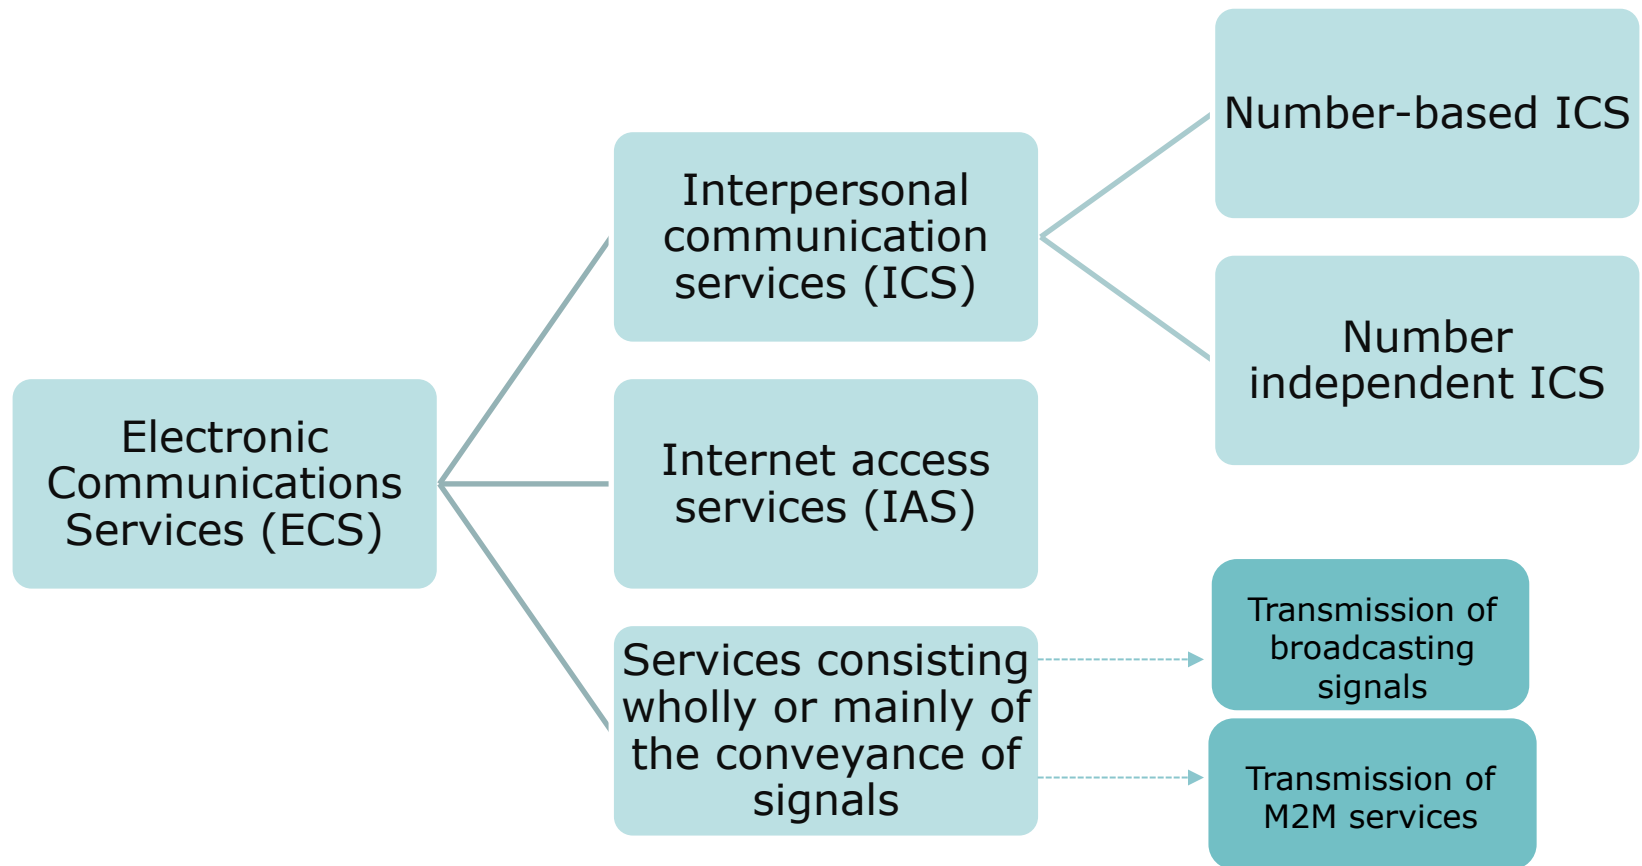 Electronic
Communications
Services (ECS)
Interpersonal
communication
services (ICS)
Number-based ICS
Number
independent ICS
Internet access
services (IAS)
Services consisting
wholly or mainly of
the conveyance of
signals
Transmission of
broadcasting
signals
Transmission of
M2M services